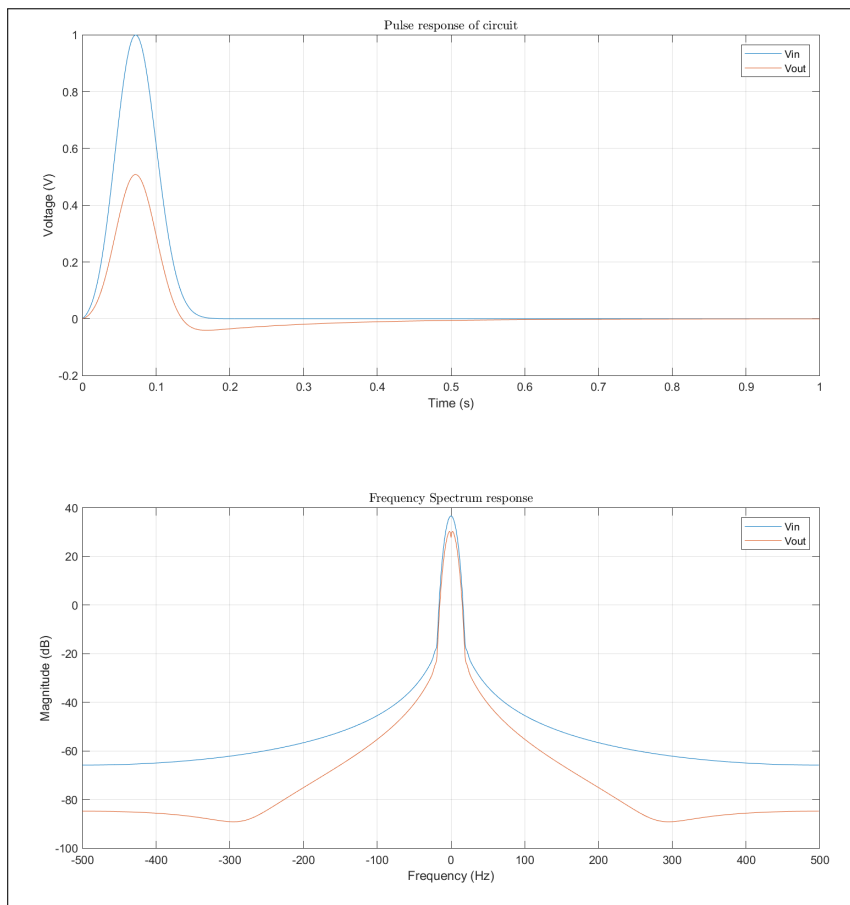 Pulse response of circuit
Vin
Vout
1
0.8
0.6
0.4
0.2
0
-0.2
Voltage (V)
0 0.1 0.2 0.3 0.4 0.5 0.6 0.7 0.8 0.9 1
Time (s)
Frequency Spectrum response
Vin
Vout
40
20
0
-20
-40
-60
-80
-100
Magnitude (dB)
-500 -400 -300 -200 -100 0 100 200 300 400 500
Frequency (Hz)